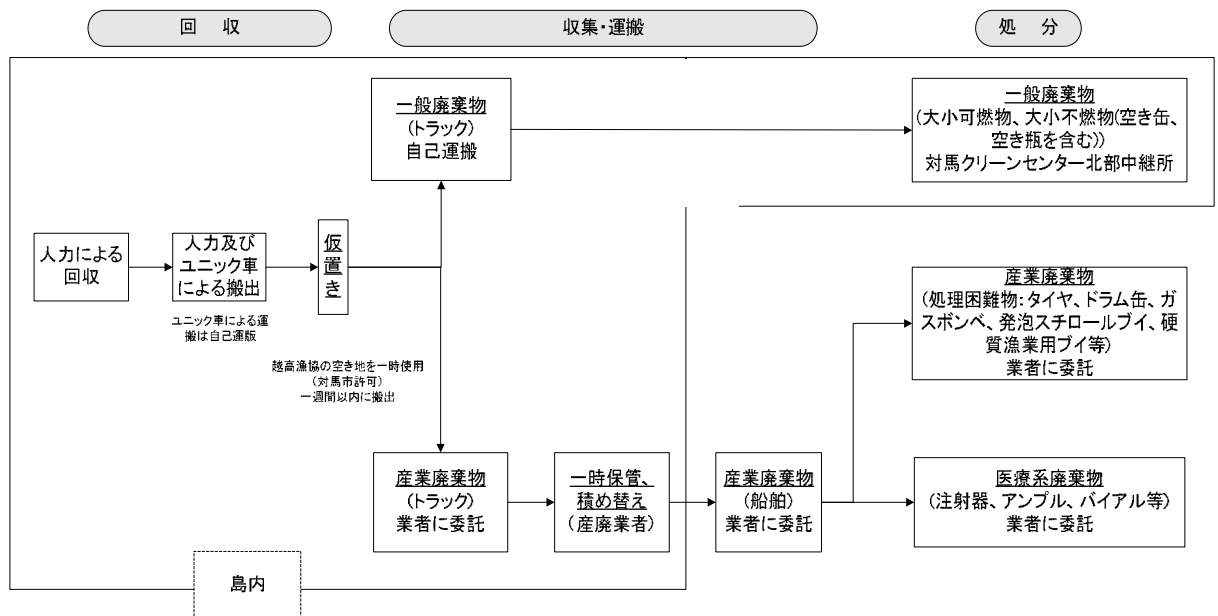 回　収
収集・運搬
処　分
一般廃棄物
(トラック)
自己運搬
一般廃棄物
(大小可燃物、大小不燃物(空き缶、
空き瓶を含む))
対馬クリーンセンター北部中継所
人力による
回収
人力及び
ユニック車
による搬出
仮
置
き
ユニック車による運
搬は自己運版
越高漁協の空き地を一時使用
(対馬市許可)
一週間以内に搬出
産業廃棄物
(処理困難物:タイヤ、ドラム缶、ガ
スボンベ、発泡スチロールブイ、硬
質漁業用ブイ等)
業者に委託
産業廃棄物
(トラック)
業者に委託
一時保管、
積め替え
(産廃業者)
産業廃棄物
(船舶)
業者に委託
医療系廃棄物
(注射器、アンプル、バイアル等)
業者に委託
島内